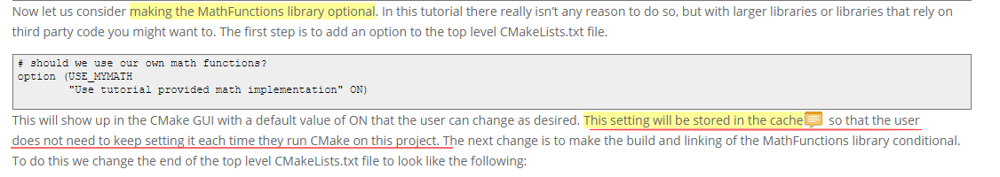 Now let us consider making the MathFunctions library optional. In this tutorial there really isn't any reason to do so, but with larger libraries or libraries that rely on
third party code you might want to. The first step is to add an option to the top level CMakeLists.txt file.
# should we use our own math functions?
option (USE_MYMATH
        "Use tutorial provided math implementation" ON)
This will show up in the CMake GUI with a default value of ON that the user can change as desired. This setting will be stored in the cache so that the user
does not need to keep setting it each time they run CMake on this project. The next change is to make the build and linking of the MathFunctions library conditional.
To do this we change the end of the top level CMakeLists.txt file to look like the following: